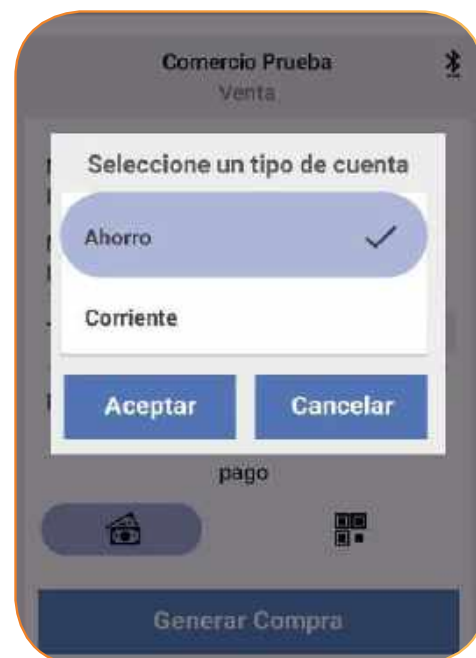 Comercio Prueba
Venta
Seleccione un tipo de cuenta
Ahorro
Corriente
Aceptar Cancelar
pago
Generar Compra